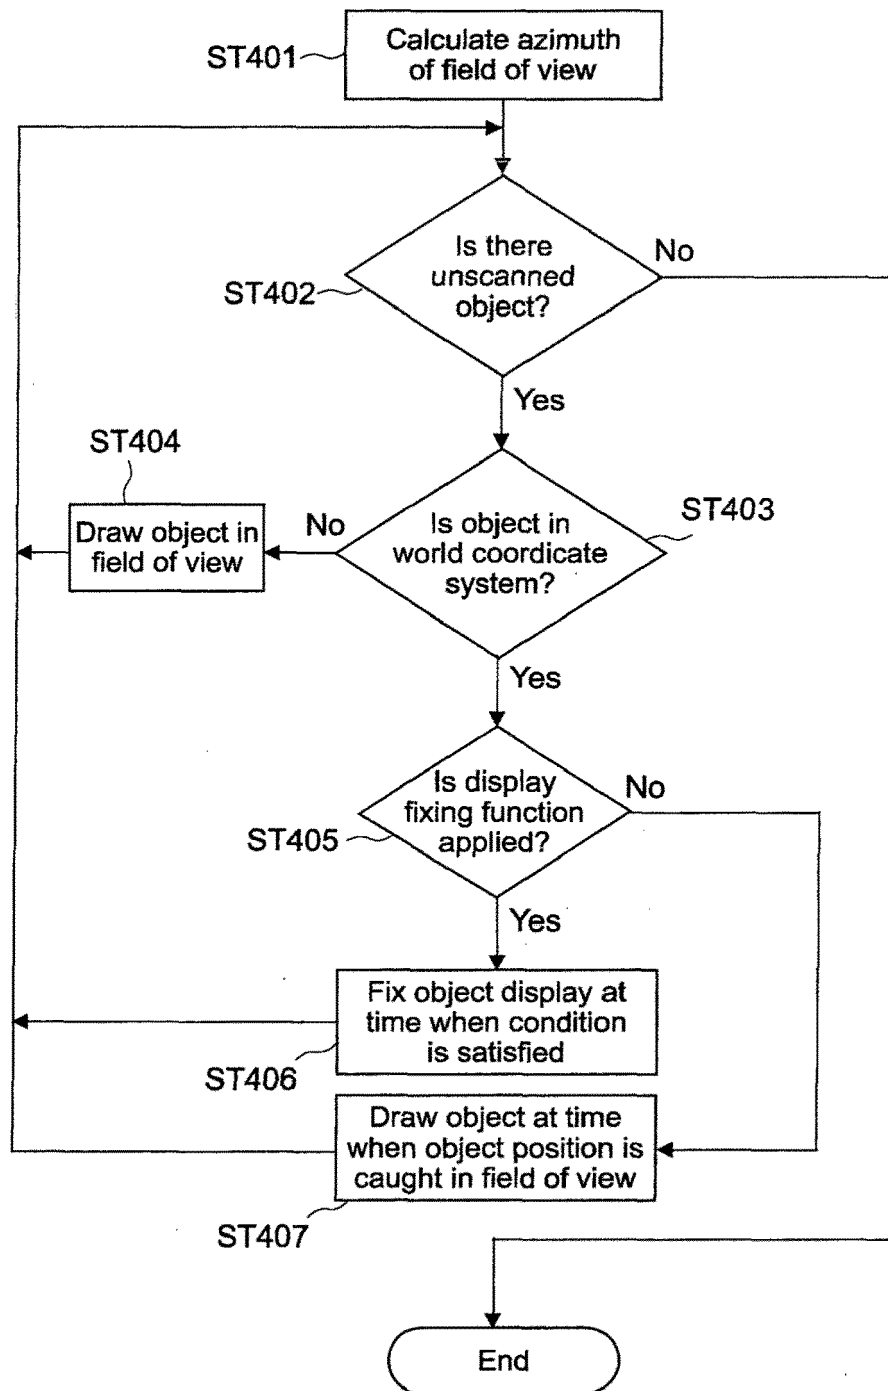 ST401
Calculate azimuth
of field of view
Is there
unscanned
object?
No
ST402
Yes
ST404
Draw object in
field of view
No
Is object in
world coordicate
system?
ST403
Yes
Is display
fixing function
applied?
No
ST405
Yes
Fix object display at
time when condition
is satisfied
ST406
Draw object at time
when object position is
caught in field of view
ST407
End